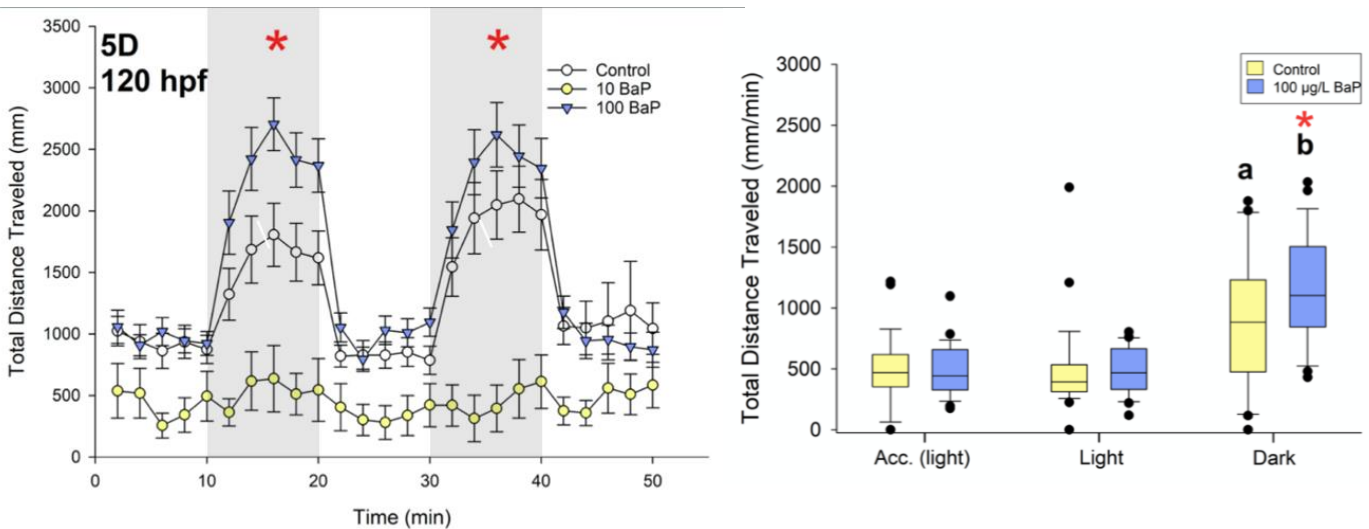 5D
120 hpf
*
*
Control
10 BaP
100 BaP
3500
3000
2500
2000
1500
1000
500
0
Total Distance Traveled (mm)
0
10
20
30
40
50
Time (min)
Control
100 µg/L BaP
*
a
b
3000
2500
2000
1500
1000
500
0
Total Distance Traveled (mm/min)
Acc. (light)
Light
Dark